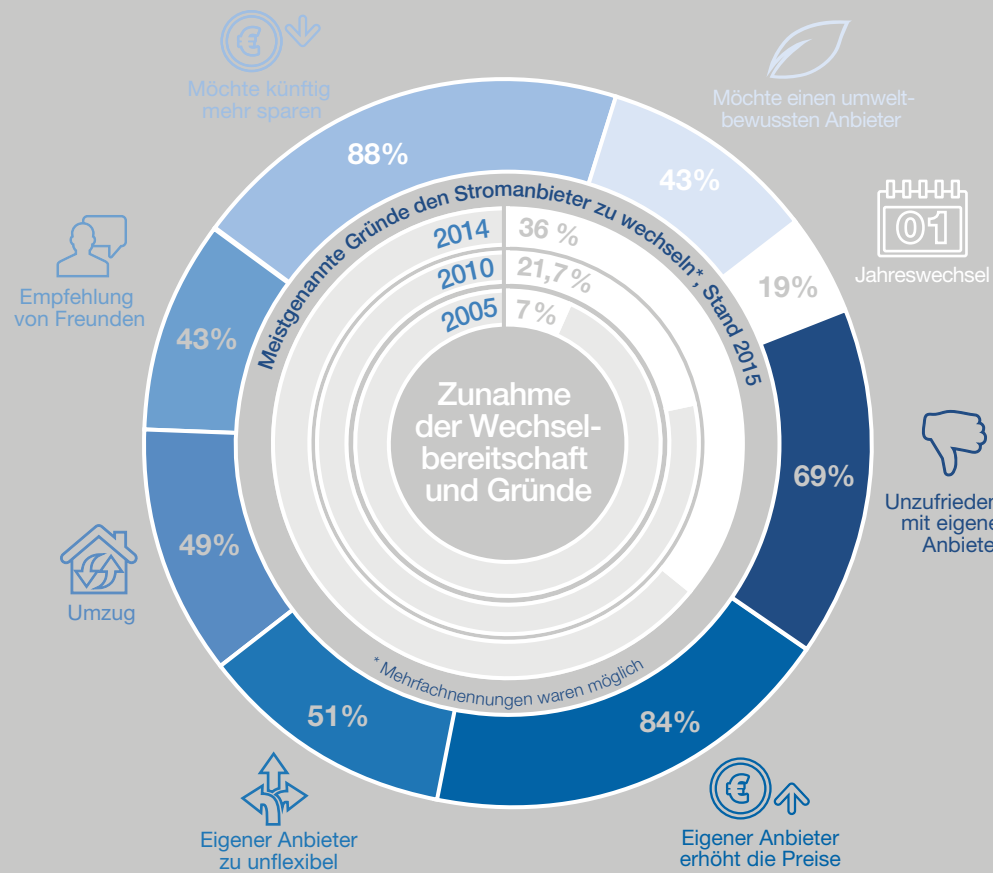 Möchte künftig
mehr sparen
88%
Möchte einen umwelt-
bewussten Anbieter
43%
01
Jahreswechsel
19%
Meistgenannte Gründe den Stromanbieter zu wechseln*, Stand 2015
2014 36 %
2010 21,7 %
2005 7 %
Zunahme
der Wechsel-
bereitschaft
und Gründe
Empfehlung
von Freunden
43%
69%
Unzufrieden
mit eigene
Anbiete
49%
Umzug
* Mehrfachnennungen waren möglich
51%
Eigener Anbieter
zu unflexibel
84%
Eigener Anbieter
erhöht die Preise